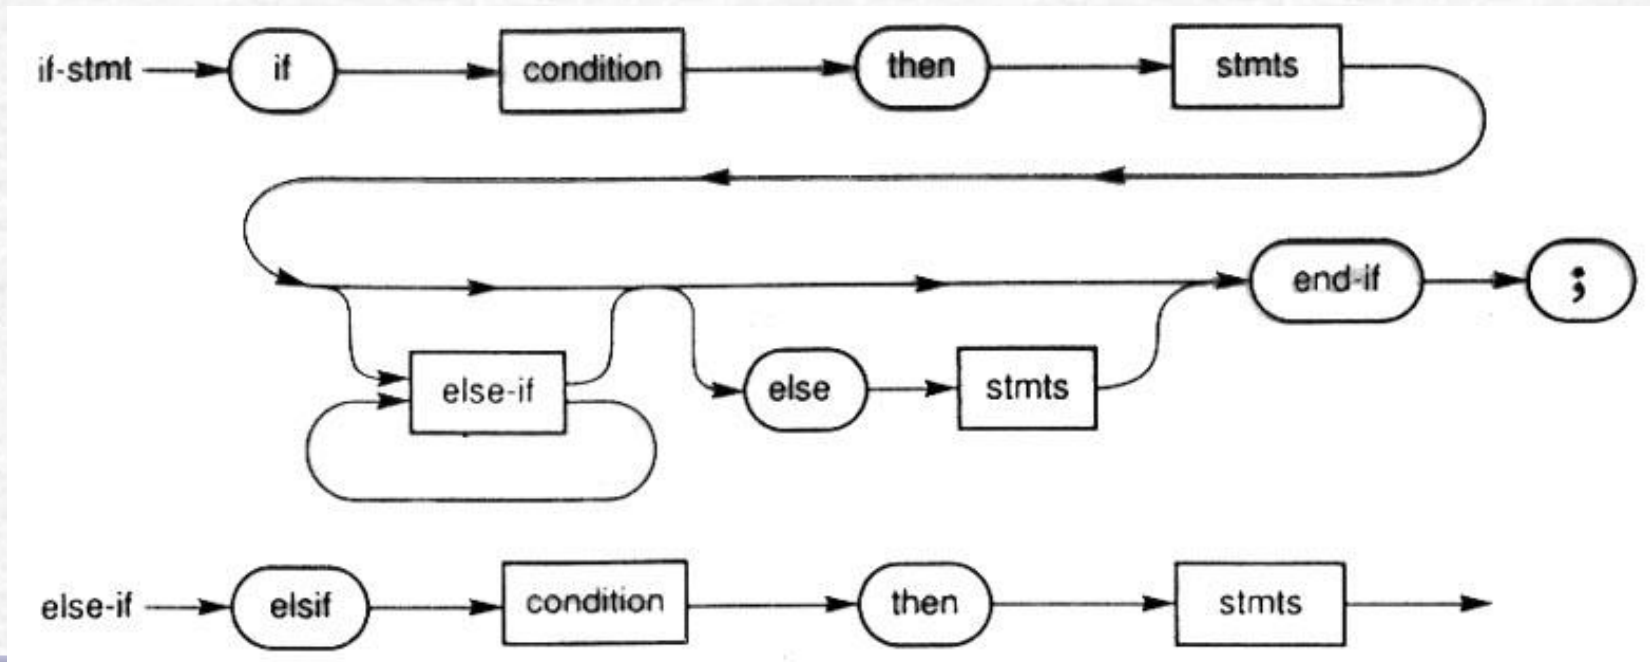 if-stmt if condition then stmts
end-if ;
else-if else stmts
else-if elsif condition then stmts